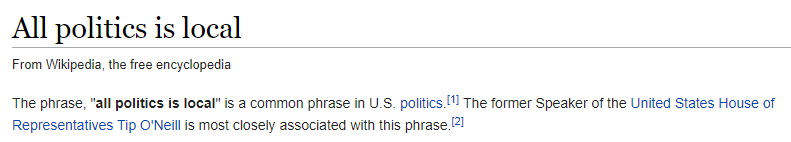 All politics is local
From Wikipedia, the free encyclopedia
The phrase, "all politics is local" is a common phrase in U.S. politics.[1] The former Speaker of the United States House of
Representatives Tip O'Neill is most closely associated with this phrase.[2]